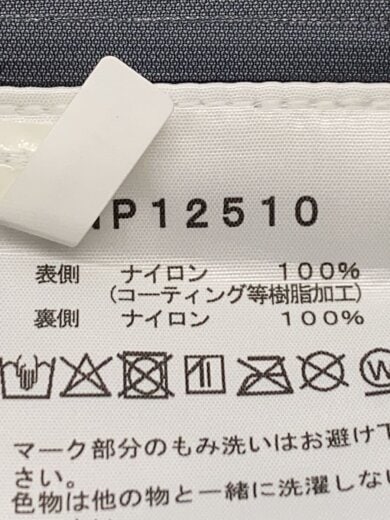 P12510
表側 ナイロン 100%
(コーティング等樹脂加工)
裏側 ナイロン 100%
マーク部分のもみ洗いはお避け下
さい。
色物は他の物と一緒に洗濯しな